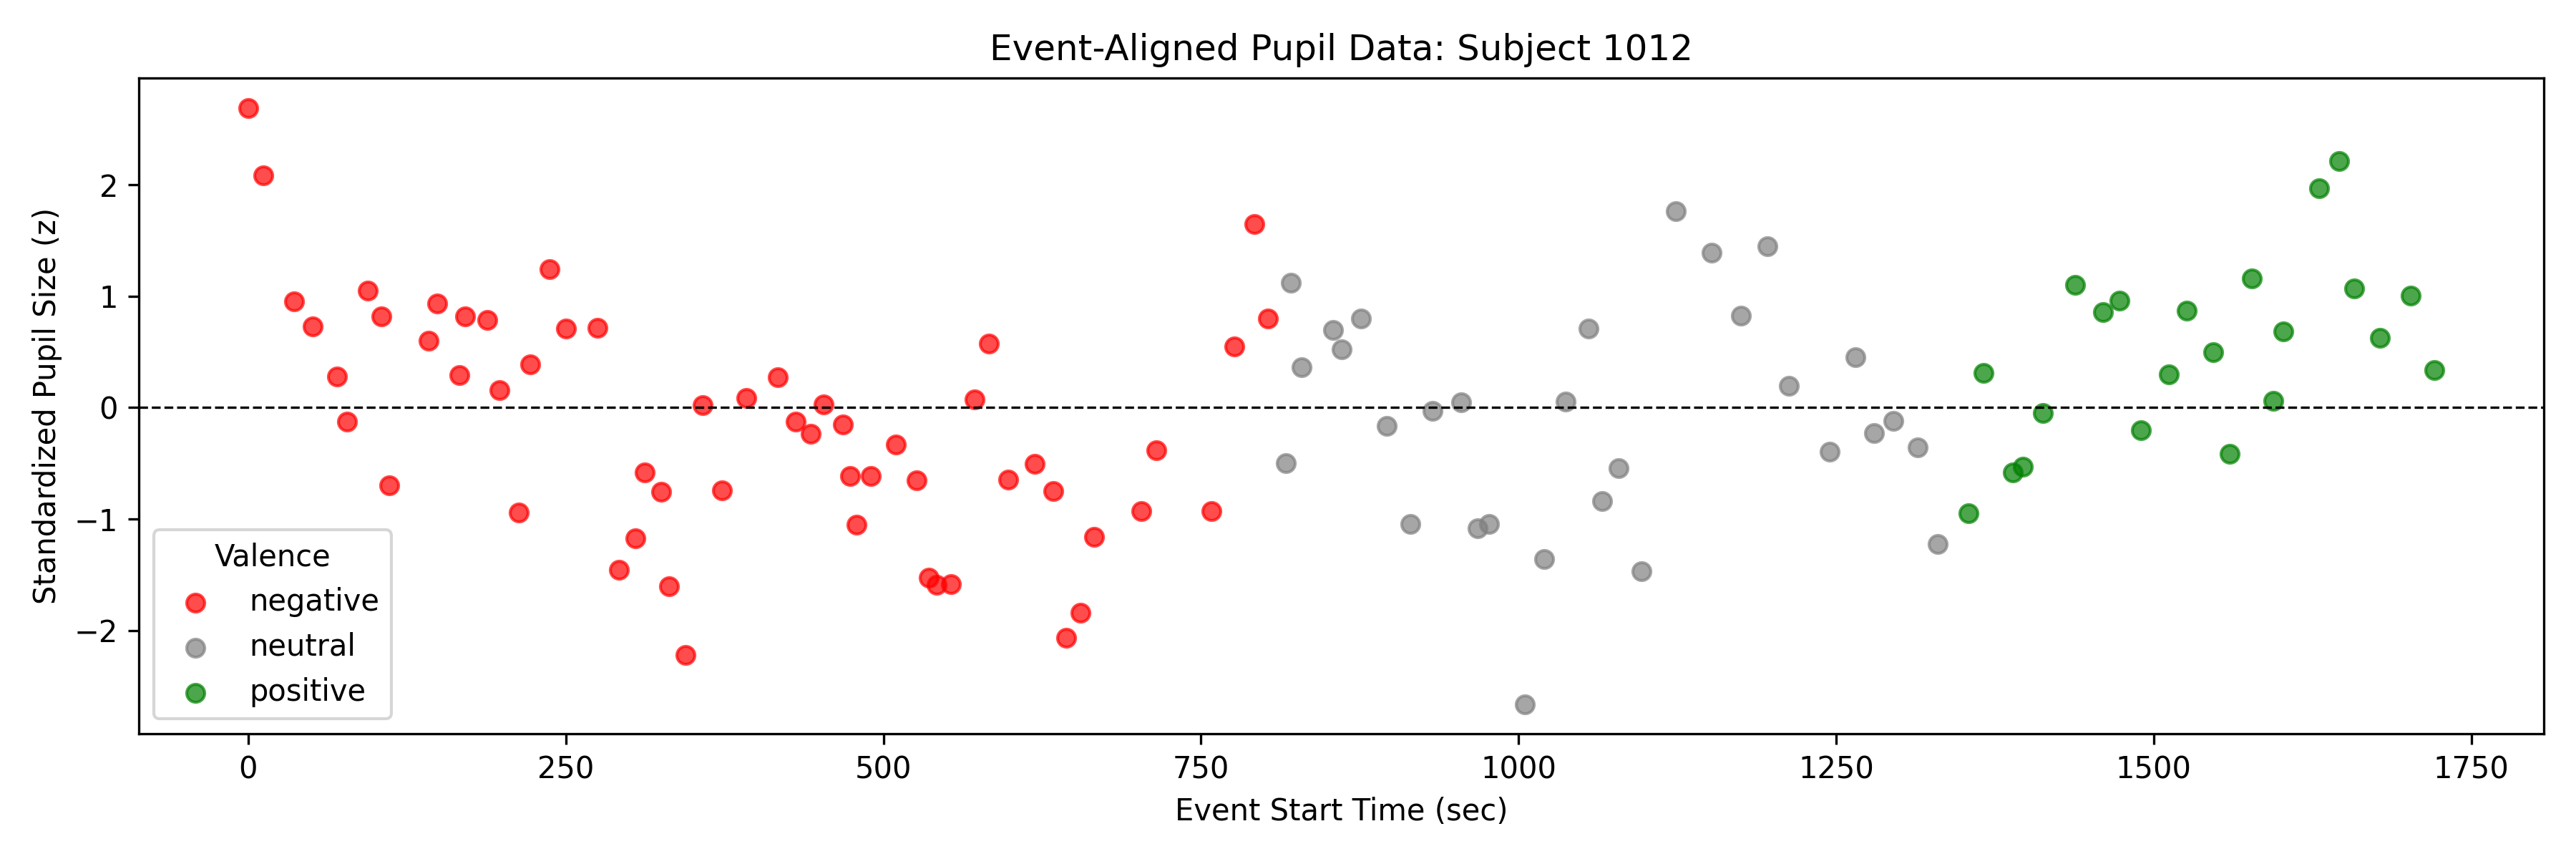 Event-Aligned Pupil Data: Subject 1012
Standardized Pupil Size (z)
2
1
0
−1
−2
Valence
negative
neutral
positive
0 250 500 750 1000 1250 1500 1750
Event Start Time (sec)